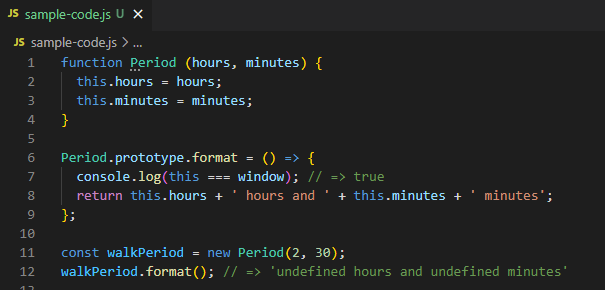 JS sample-code.js U ×
JS sample-code.js > ...
1 function Period (hours, minutes) {
2   this.hours = hours;
3   this.minutes = minutes;
4 }
5
6 Period.prototype.format = () => {
7   console.log(this === window); // => true
8   return this.hours + ' hours and ' + this.minutes + ' minutes';
9 };
10
11 const walkPeriod = new Period(2, 30);
12 walkPeriod.format(); // => 'undefined hours and undefined minutes'